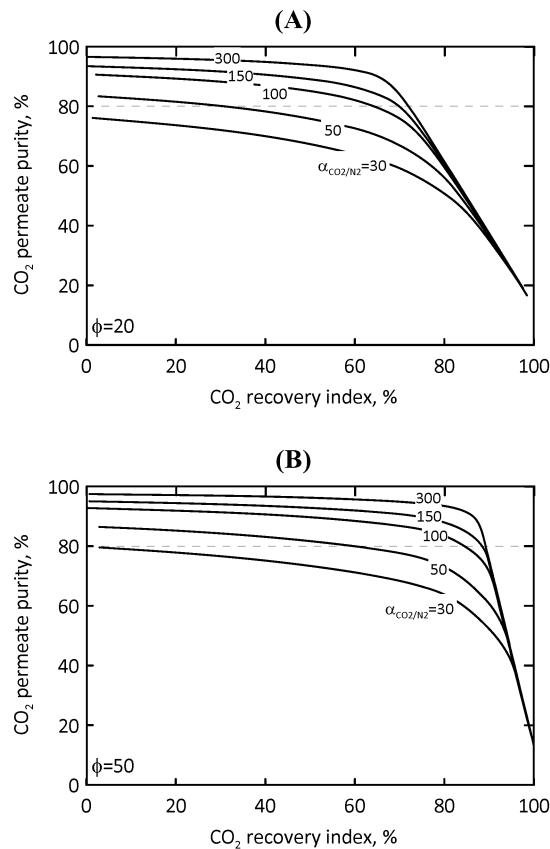 (A)
100
80
60
40
20
0
CO₂ permeate purity, %
300
150
100
50
αCO2/N2=30
ϕ=20
0 20 40 60 80 100
CO₂ recovery index, %
(B)
100
80
60
40
20
0
CO₂ permeate purity, %
300
150
100
50
αCO2/N2=30
ϕ=50
0 20 40 60 80 100
CO₂ recovery index, %